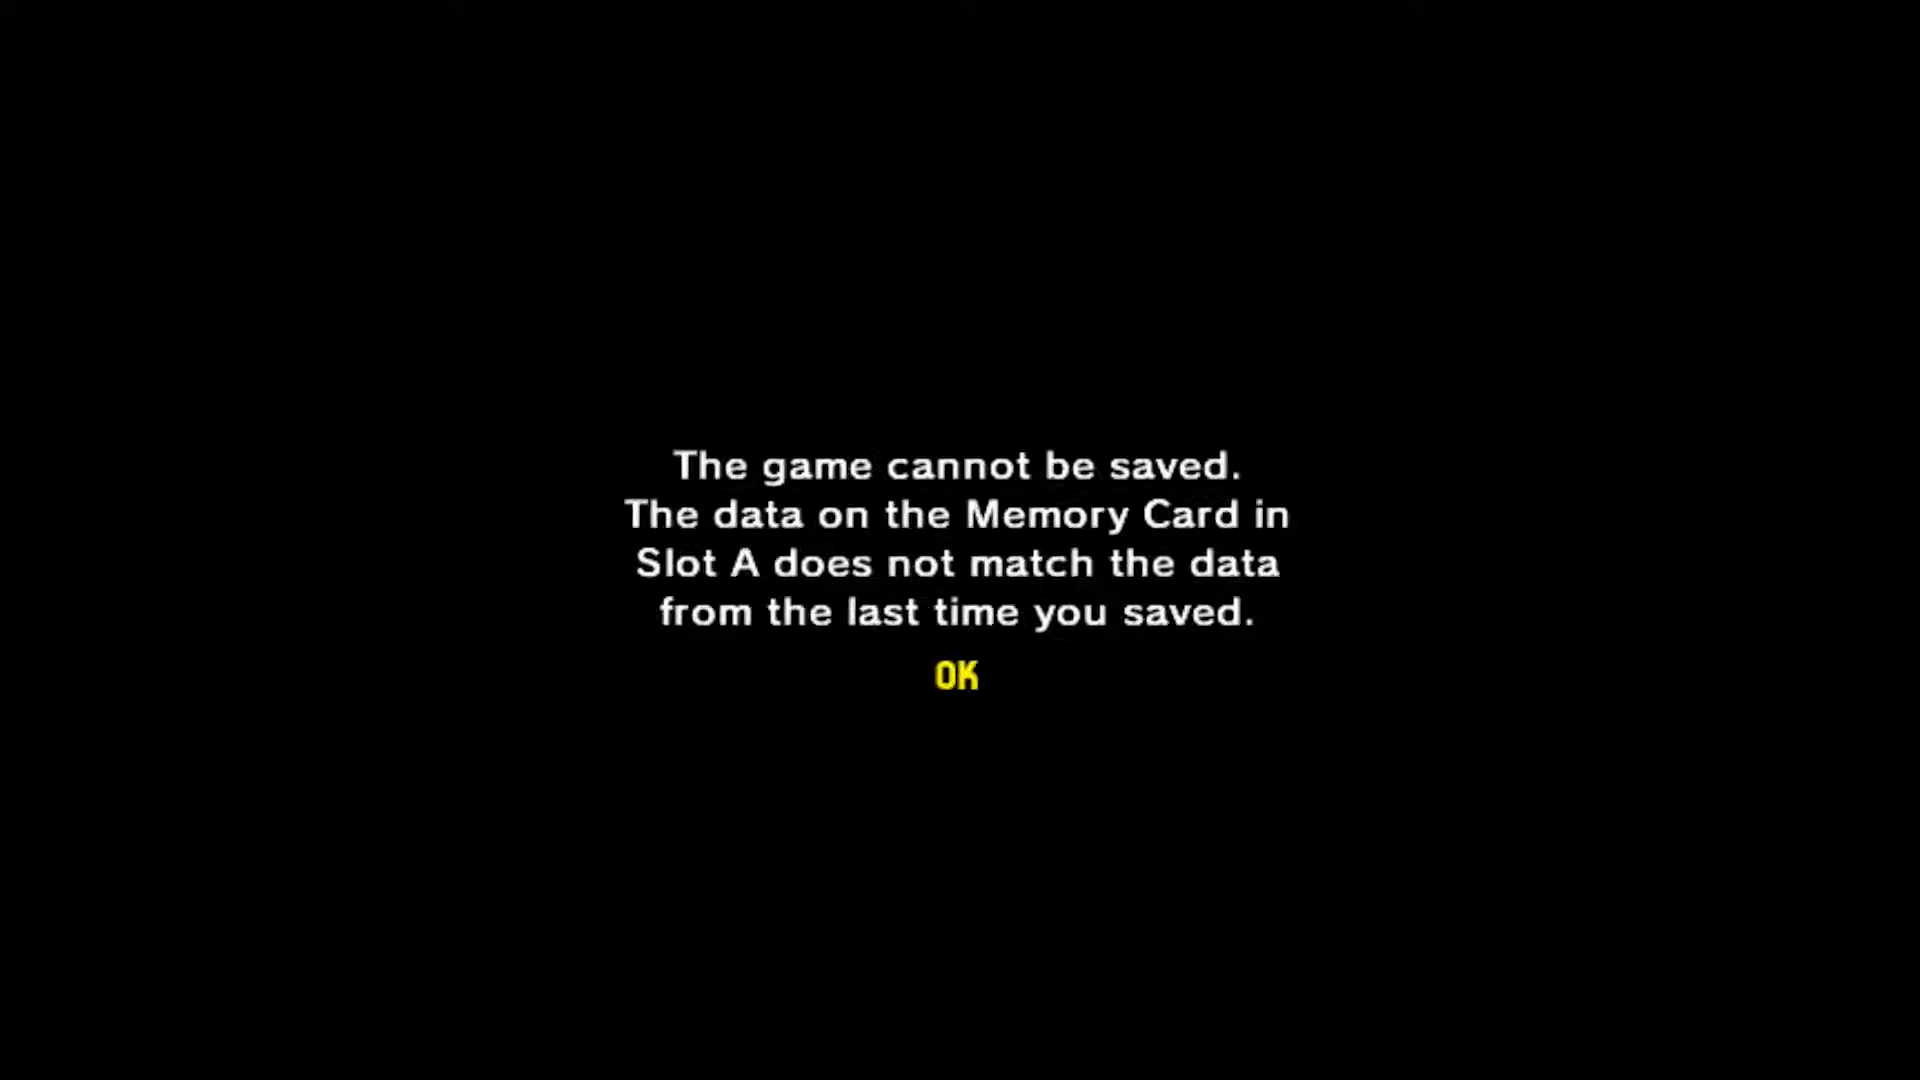 The game cannot be saved.
The data on the Memory Card in
Slot A does not match the data
from the last time you saved.
OK